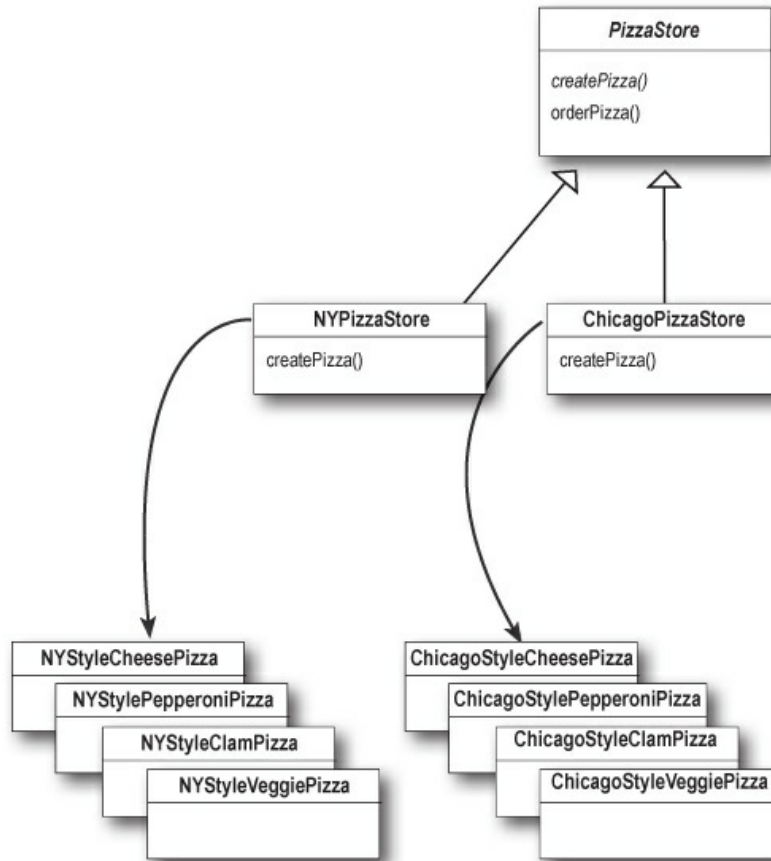 PizzaStore
createPizza()
orderPizza()
NYPizzaStore
createPizza()
ChicagoPizzaStore
createPizza()
NYStyleCheesePizza
NYStylePepperoniPizza
NYStyleClamPizza
NYStyleVeggiePizza
ChicagoStyleCheesePizza
ChicagoStylePepperoniPizza
ChicagoStyleClamPizza
ChicagoStyleVeggiePizza